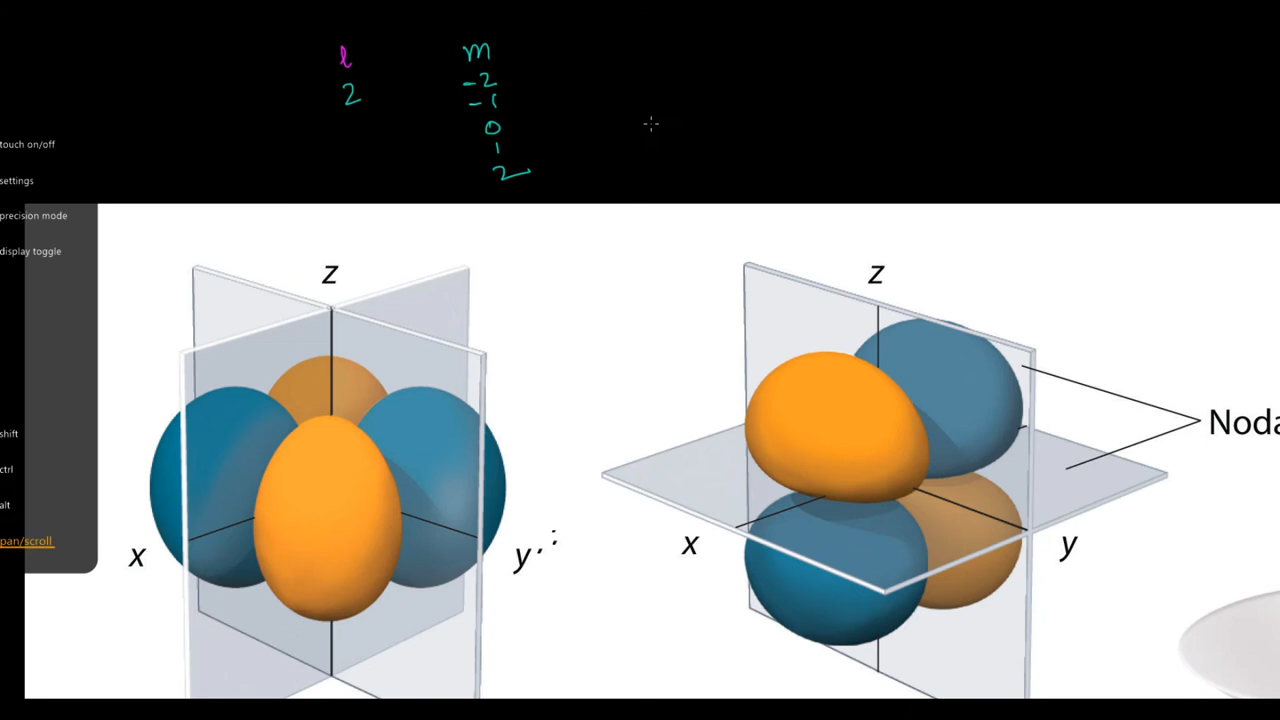 l m
2 -2
-1
0
1
2
touch on/off
settings
precision mode
display toggle
shift
ctrl
alt
pan/scroll
z
x
y
z
x
y
Noda